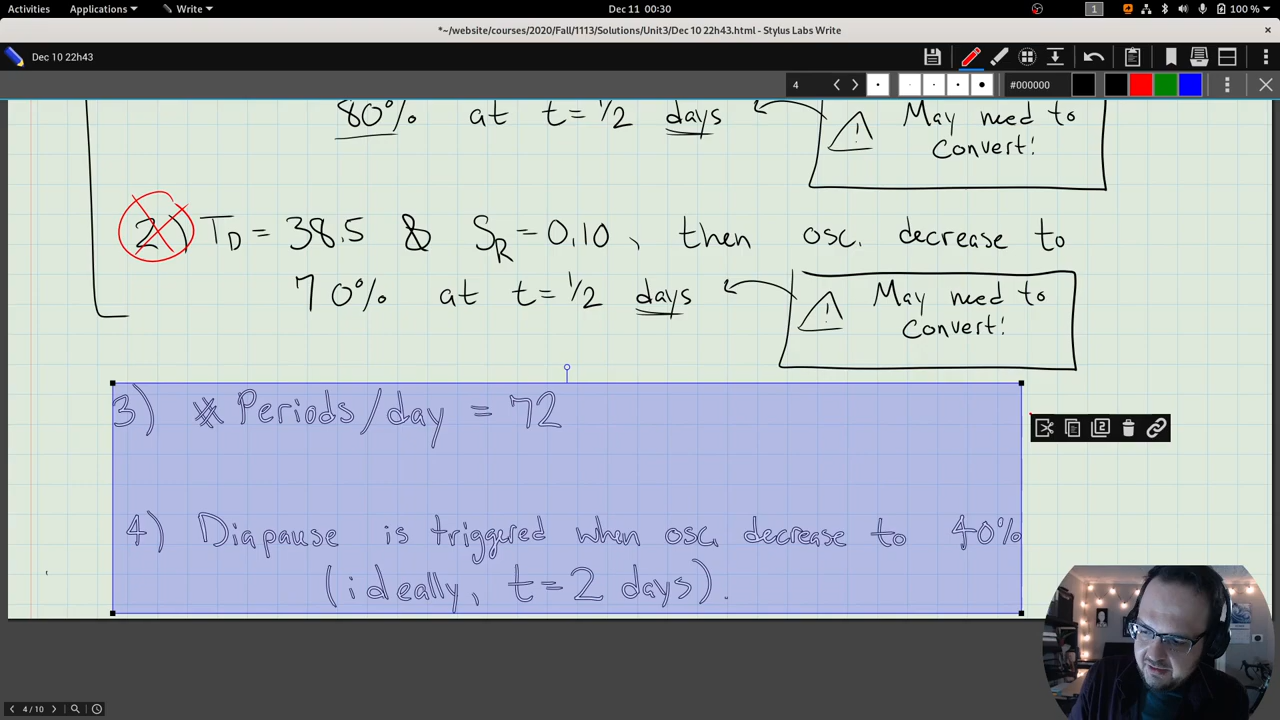 Activities Applications Write Dec 11 00:30 1 100 %
*~/website/courses/2020/Fall/1113/Solutions/Unit3/Dec 10 22h43.html - Stylus Labs Write
Dec 10 22h43
4 #000000
80% at t=1/2 days
May need to
Convert!
2) T_D = 38.5 & S_R = 0.10, then osc. decrease to
70% at t=1/2 days
May need to
Convert!
3) # Periods/day = 72
4) Diapause is triggered when osc. decrease to 40%
(ideally, t=2 days).
4/10